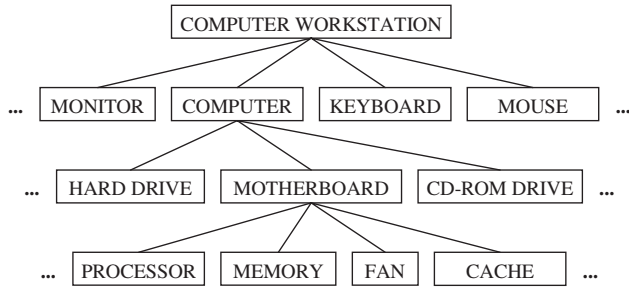 COMPUTER WORKSTATION
... MONITOR COMPUTER KEYBOARD MOUSE ...
... HARD DRIVE MOTHERBOARD CD-ROM DRIVE ...
... PROCESSOR MEMORY FAN CACHE ...